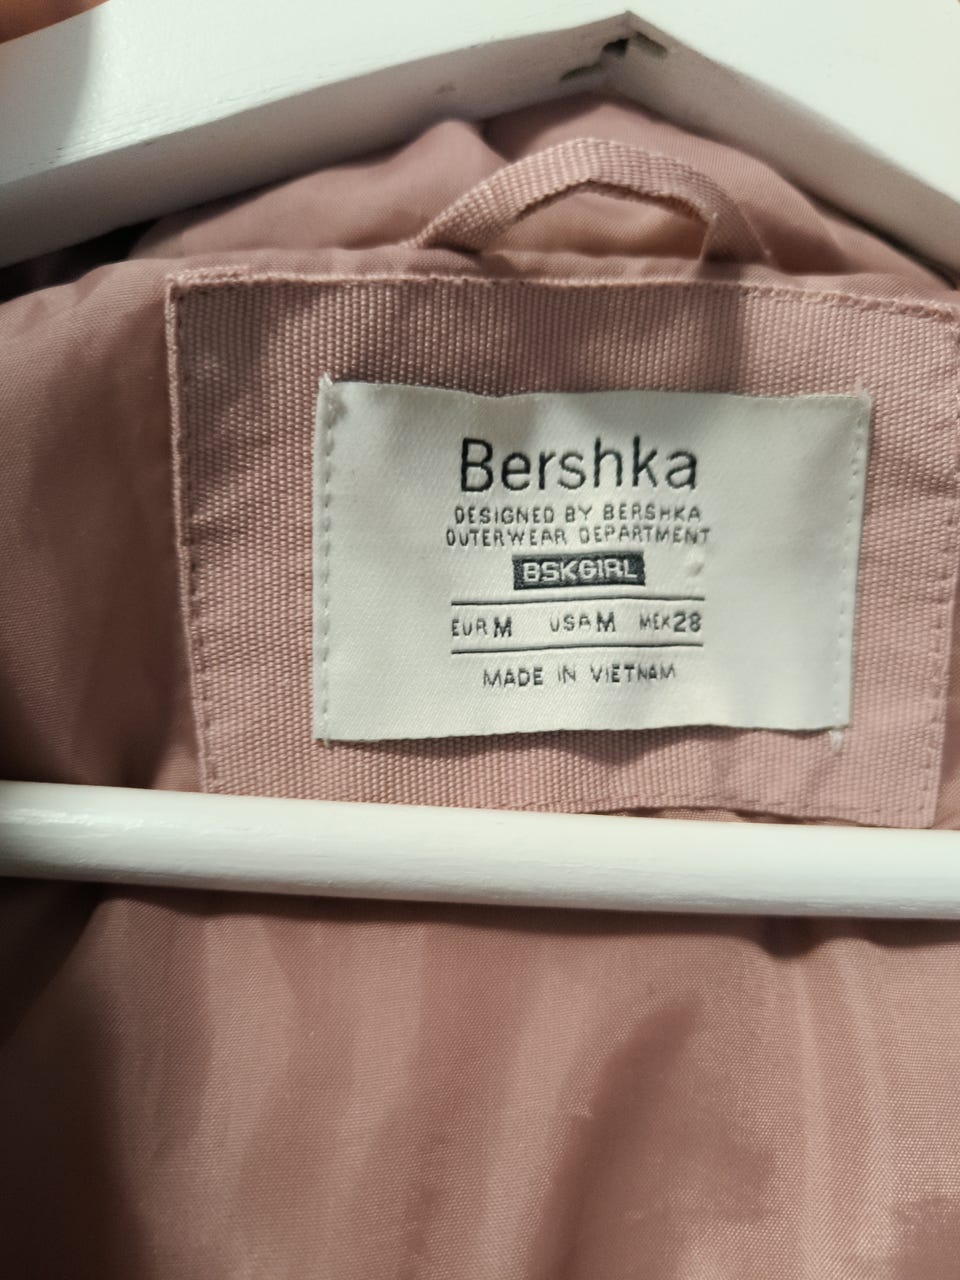 Bershka
DESIGNED BY BERSHKA
OUTERWEAR DEPARTMENT
BSKGIRL
EUR M USA M MEX 28
MADE IN VIETNAM